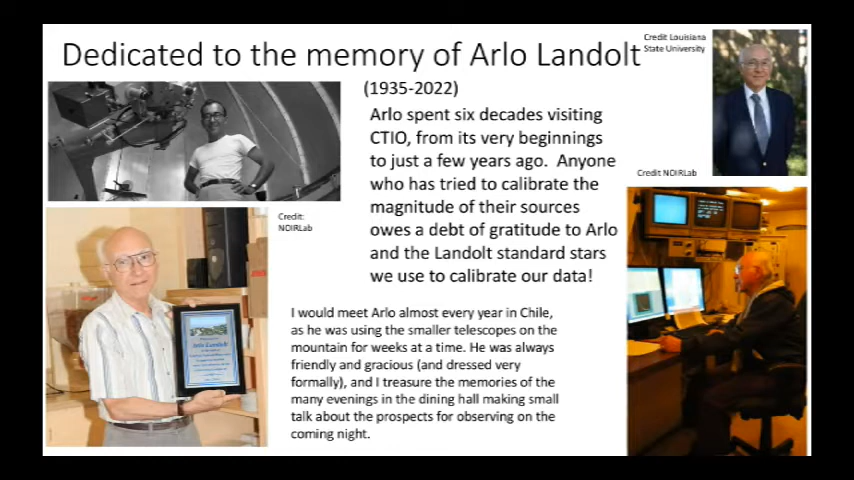 Dedicated to the memory of Arlo Landolt
Credit Louisiana
State University
(1935-2022)
Arlo spent six decades visiting
CTIO, from its very beginnings
to just a few years ago.  Anyone
who has tried to calibrate the
magnitude of their sources
owes a debt of gratitude to Arlo
and the Landolt standard stars
we use to calibrate our data!
Credit NOIRLab
Credit:
NOIRLab
Arlo Landolt
I would meet Arlo almost every year in Chile,
as he was using the smaller telescopes on the
mountain for weeks at a time. He was always
friendly and gracious (and dressed very
formally), and I treasure the memories of the
many evenings in the dining hall making small
talk about the prospects for observing on the
coming night.